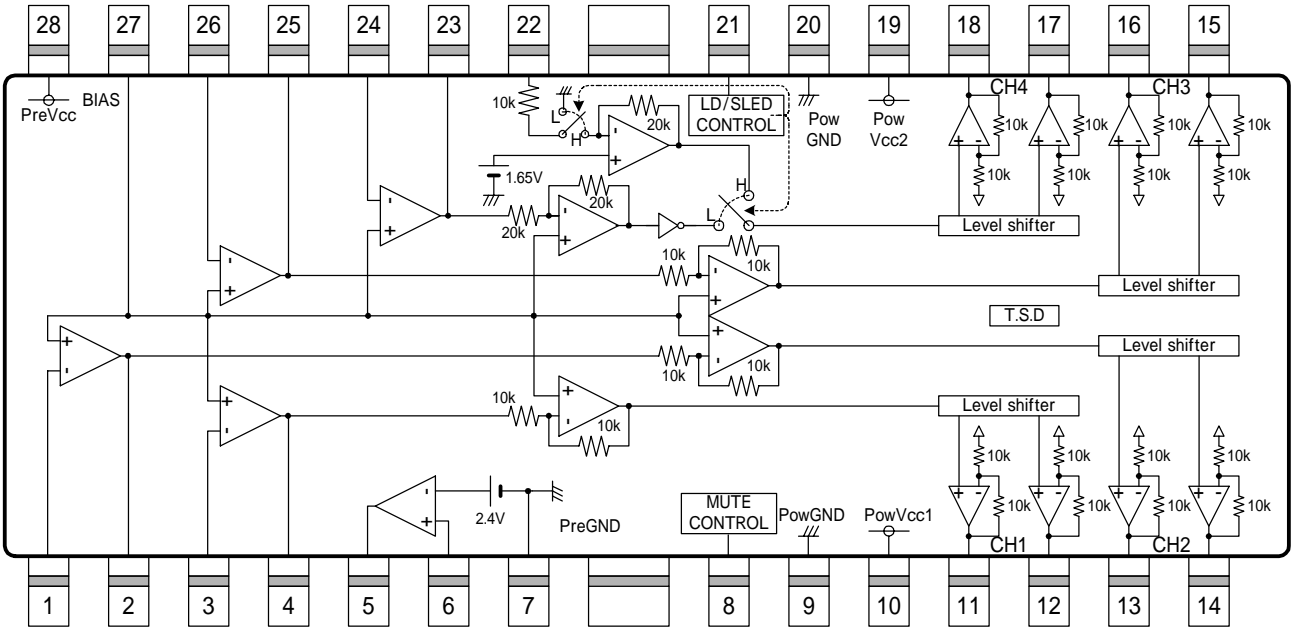 28 27 26 25 24 23 22 21 20 19 18 17 16 15
PreVcc
BIAS
10k
L
H
20k
LD/SLED
CONTROL
Pow
GND
Pow
Vcc2
CH4
CH3
10k 10k 10k 10k
10k 10k 10k 10k
- +
1.65V
20k
20k
- +
H
L
Level shifter
- +
- +
10k
10k
- +
Level shifter
T.S.D
+ -
10k
10k
+ -
Level shifter
+ -
10k
10k
+ -
Level shifter
10k 10k 10k 10k
10k 10k 10k 10k
- +
2.4V
PreGND
MUTE
CONTROL
PowGND
PowVcc1
CH1
CH2
1 2 3 4 5 6 7 8 9 10 11 12 13 14